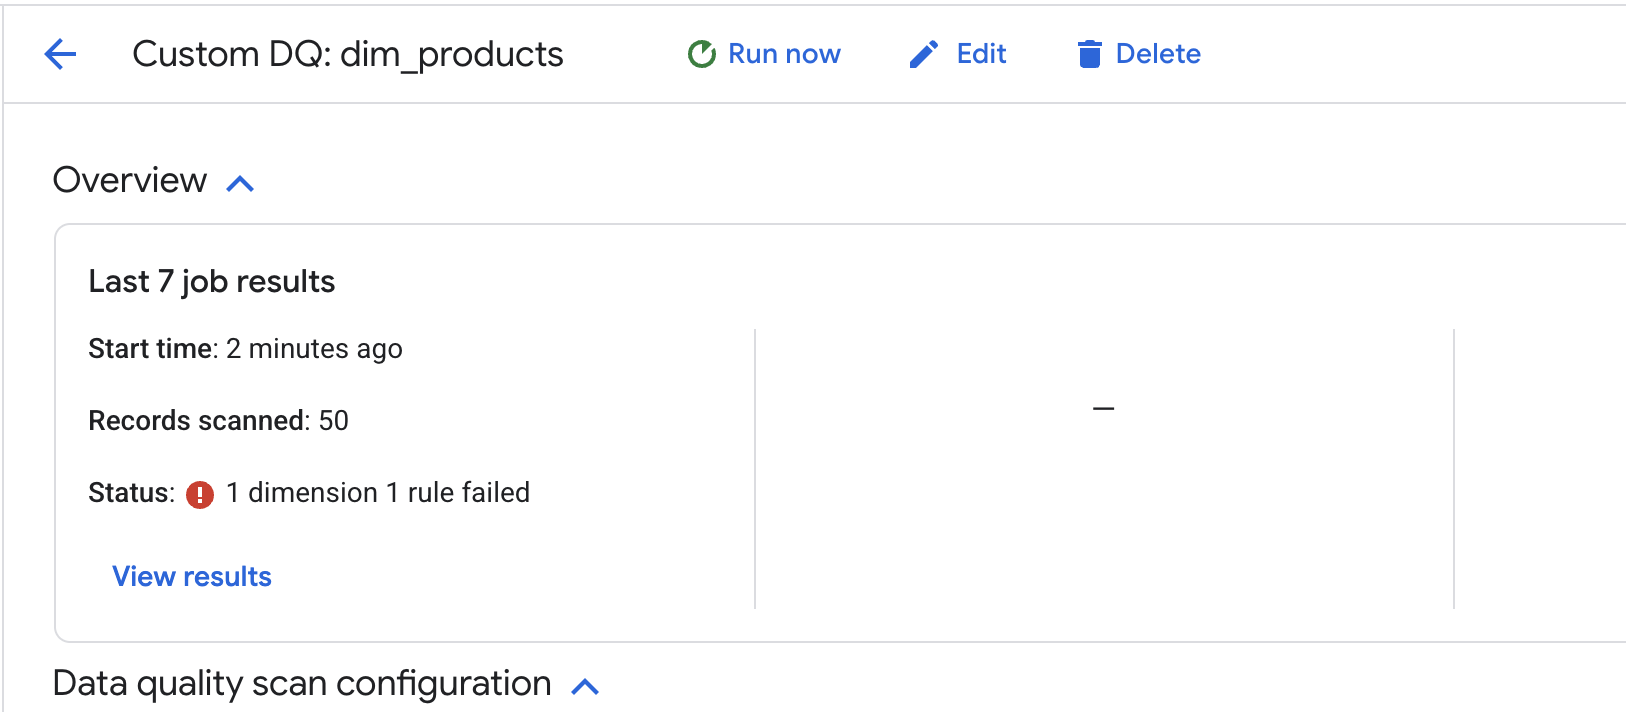 Custom DQ: dim_products Run now Edit Delete
Overview
Last 7 job results
Start time: 2 minutes ago
Records scanned: 50
—
Status: 1 dimension 1 rule failed
View results
Data quality scan configuration